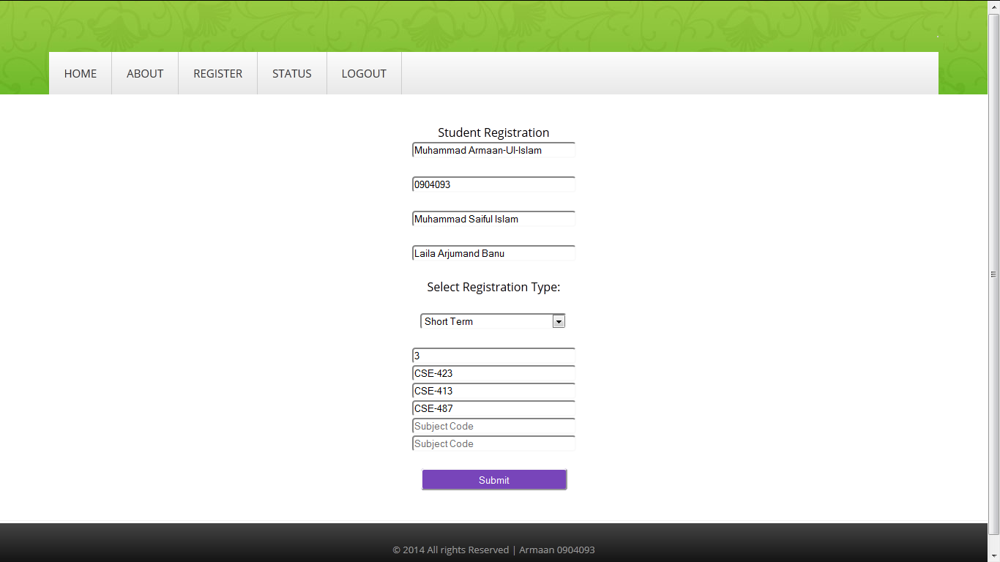 HOME ABOUT REGISTER STATUS LOGOUT
Student Registration
Muhammad Armaan-Ul-Islam
0904093
Muhammad Saiful Islam
Laila Arjumand Banu
Select Registration Type:
Short Term
3
CSE-423
CSE-413
CSE-487
Subject Code
Subject Code
Submit
© 2014 All rights Reserved | Armaan 0904093